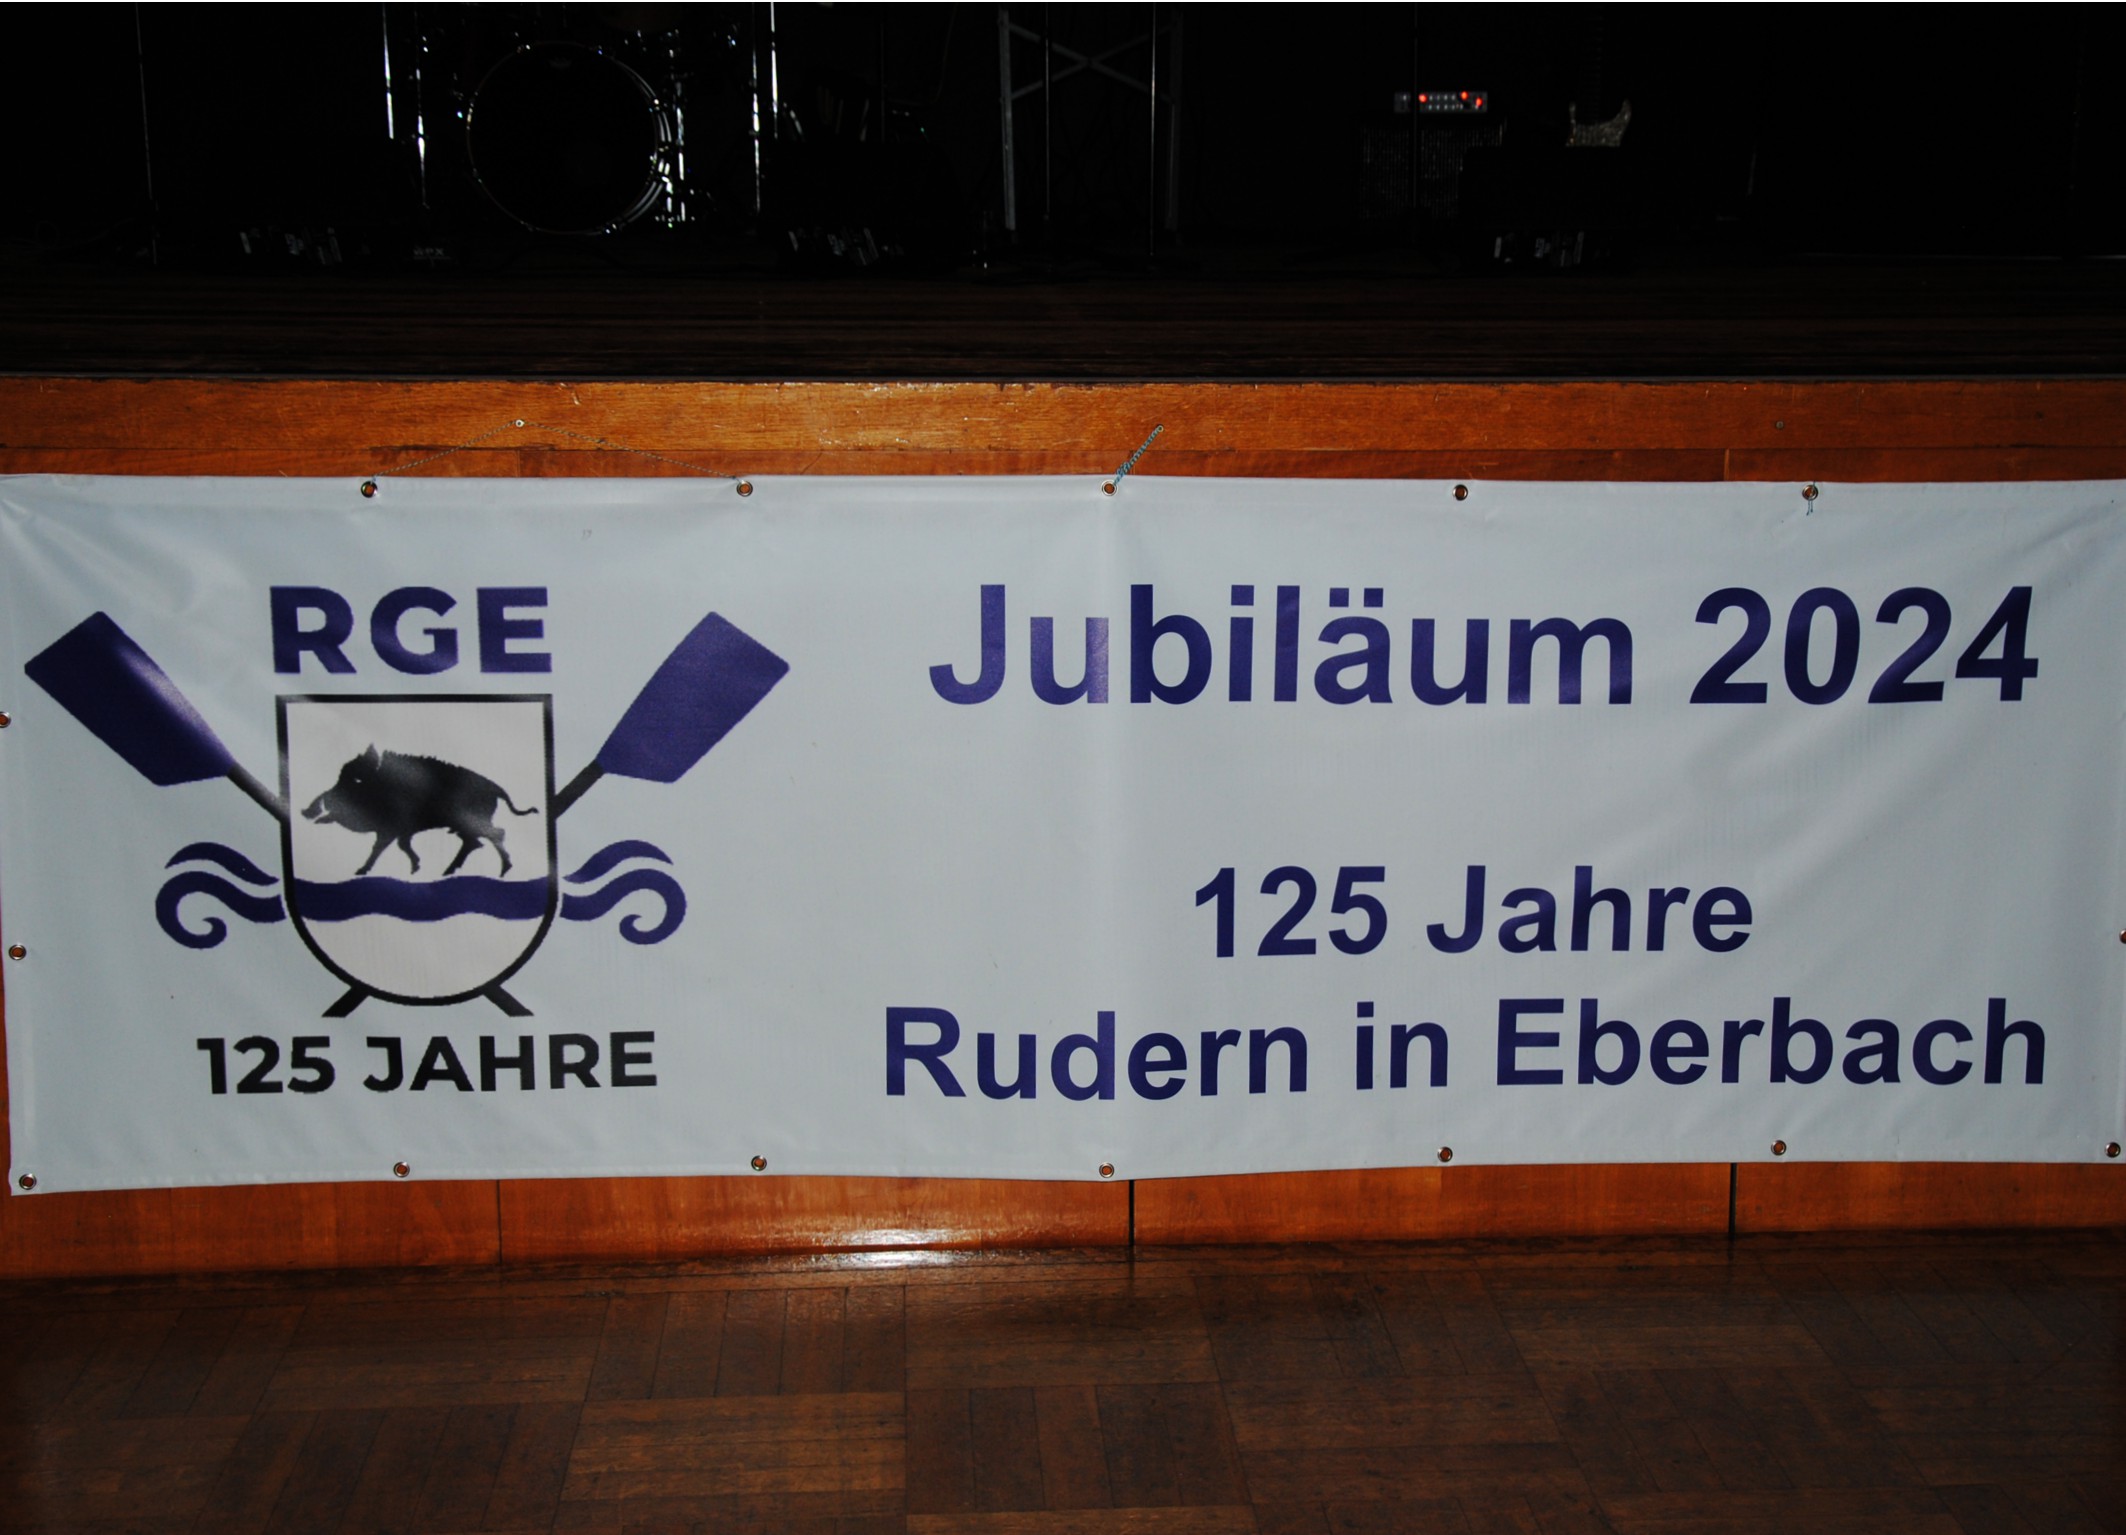 RGE
125 JAHRE
Jubiläum 2024
125 Jahre
Rudern in Eberbach